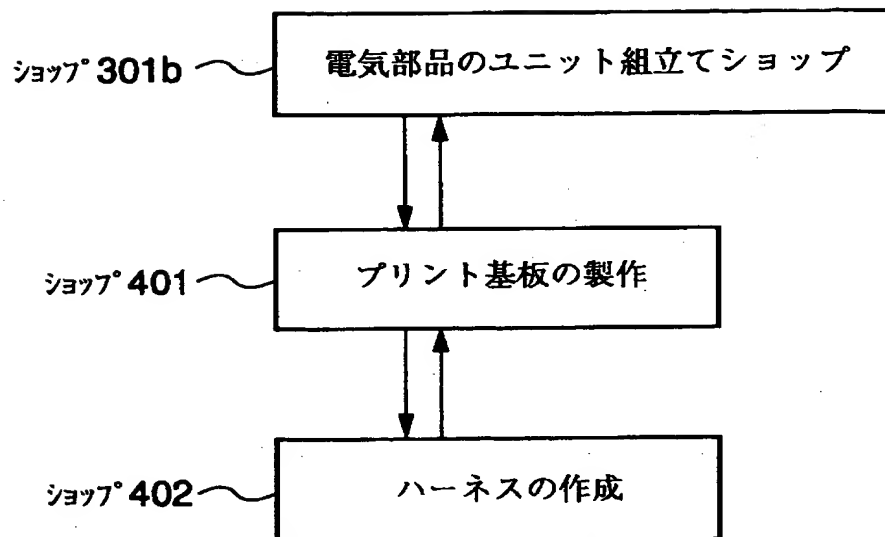 ショップ 301b
電気部品のユニット組立てショップ
ショップ 401
プリント基板の製作
ショップ 402
ハーネスの作成